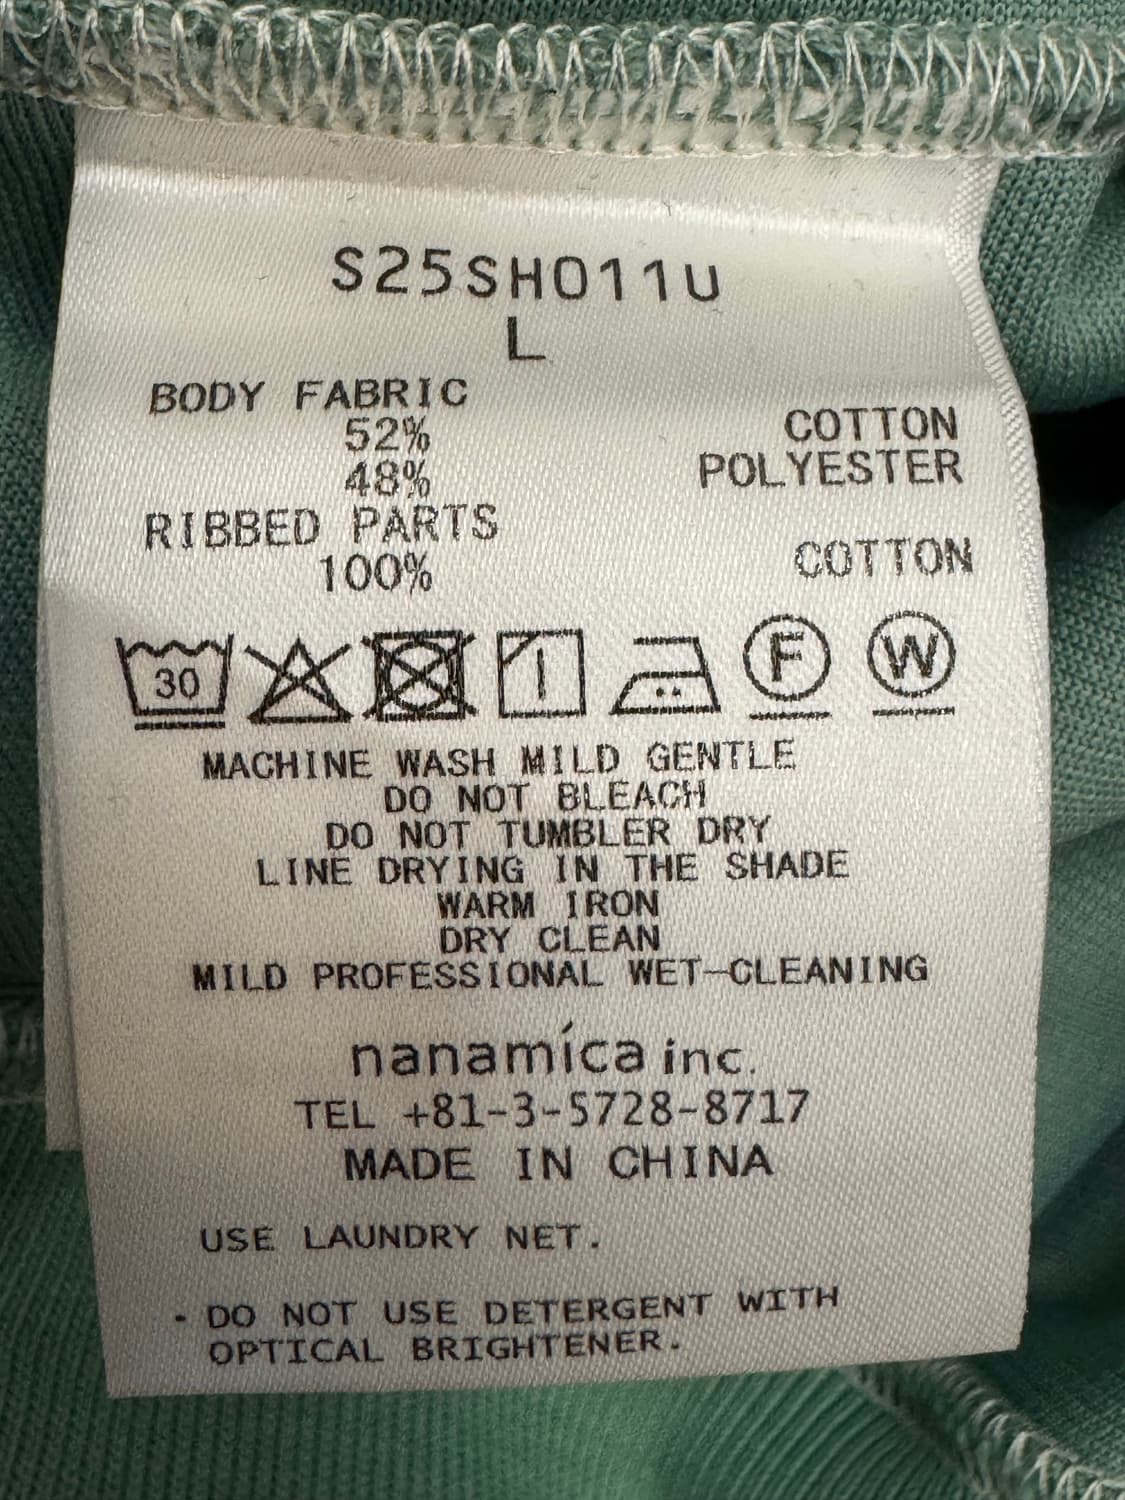 S25SH011U
L
BODY FABRIC
52% COTTON
48% POLYESTER
RIBBED PARTS
100% COTTON
30 F W
MACHINE WASH MILD GENTLE
DO NOT BLEACH
DO NOT TUMBLER DRY
LINE DRYING IN THE SHADE
WARM IRON
DRY CLEAN
MILD PROFESSIONAL WET-CLEANING
nanamíca inc.
TEL +81-3-5728-8717
MADE IN CHINA
USE LAUNDRY NET.
- DO NOT USE DETERGENT WITH
OPTICAL BRIGHTENER.